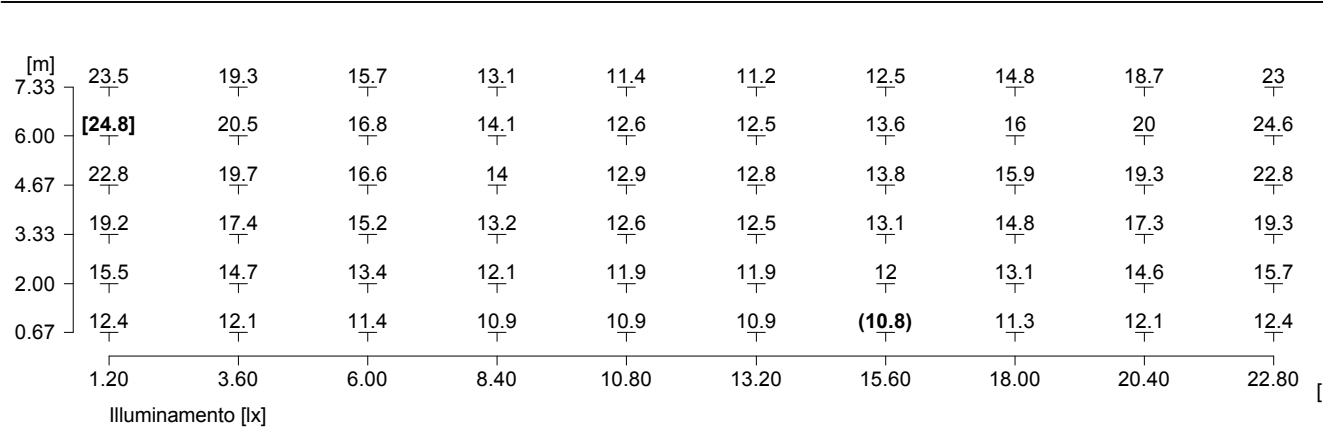 [m]
7.33 23.5 19.3 15.7 13.1 11.4 11.2 12.5 14.8 18.7 23
6.00 [24.8] 20.5 16.8 14.1 12.6 12.5 13.6 16 20 24.6
4.67 22.8 19.7 16.6 14 12.9 12.8 13.8 15.9 19.3 22.8
3.33 19.2 17.4 15.2 13.2 12.6 12.5 13.1 14.8 17.3 19.3
2.00 15.5 14.7 13.4 12.1 11.9 11.9 12 13.1 14.6 15.7
0.67 12.4 12.1 11.4 10.9 10.9 10.9 (10.8) 11.3 12.1 12.4
1.20 3.60 6.00 8.40 10.80 13.20 15.60 18.00 20.40 22.80 [
Illuminamento [lx]